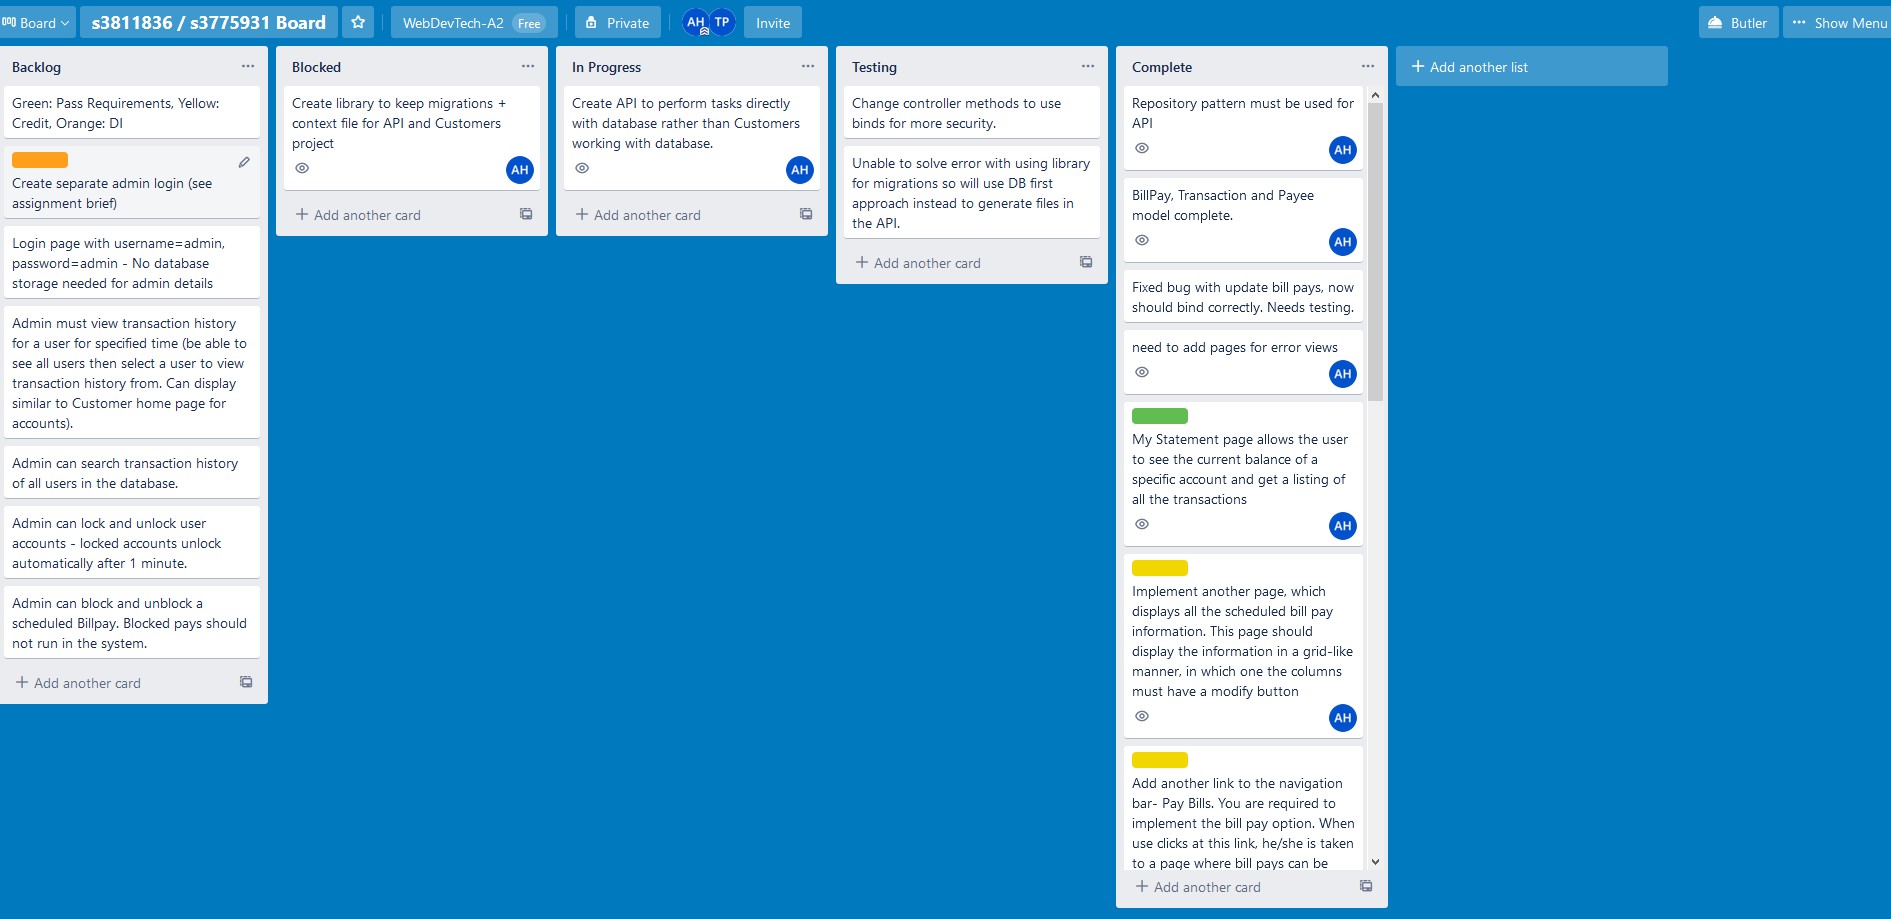 Board
s3811836 / s3775931 Board
WebDevTech-A2 Free
Private
AH TP
Invite
Butler
Show Menu
Backlog
Green: Pass Requirements, Yellow:
Credit, Orange: DI
Create separate admin login (see
assignment brief)
Login page with username=admin,
password=admin - No database
storage needed for admin details
Admin must view transaction history
for a user for specified time (be able to
see all users then select a user to view
transaction history from. Can display
similar to Customer home page for
accounts).
Admin can search transaction history
of all users in the database.
Admin can lock and unlock user
accounts - locked accounts unlock
automatically after 1 minute.
Admin can block and unblock a
scheduled Billpay. Blocked pays should
not run in the system.
Add another card
Blocked
Create library to keep migrations +
context file for API and Customers
project
AH
Add another card
In Progress
Create API to perform tasks directly
with database rather than Customers
working with database.
AH
Add another card
Testing
Change controller methods to use
binds for more security.
Unable to solve error with using library
for migrations so will use DB first
approach instead to generate files in
the API.
Add another card
Complete
Repository pattern must be used for
API
AH
BillPay, Transaction and Payee
model complete.
AH
Fixed bug with update bill pays, now
should bind correctly. Needs testing.
need to add pages for error views
AH
My Statement page allows the user
to see the current balance of a
specific account and get a listing of
all the transactions
AH
Implement another page, which
displays all the scheduled bill pay
information. This page should
display the information in a grid-like
manner, in which one the columns
must have a modify button
AH
Add another link to the navigation
bar- Pay Bills. You are required to
implement the bill pay option. When
use clicks at this link, he/she is taken
to a page where bill pays can be
Add another card
Add another list